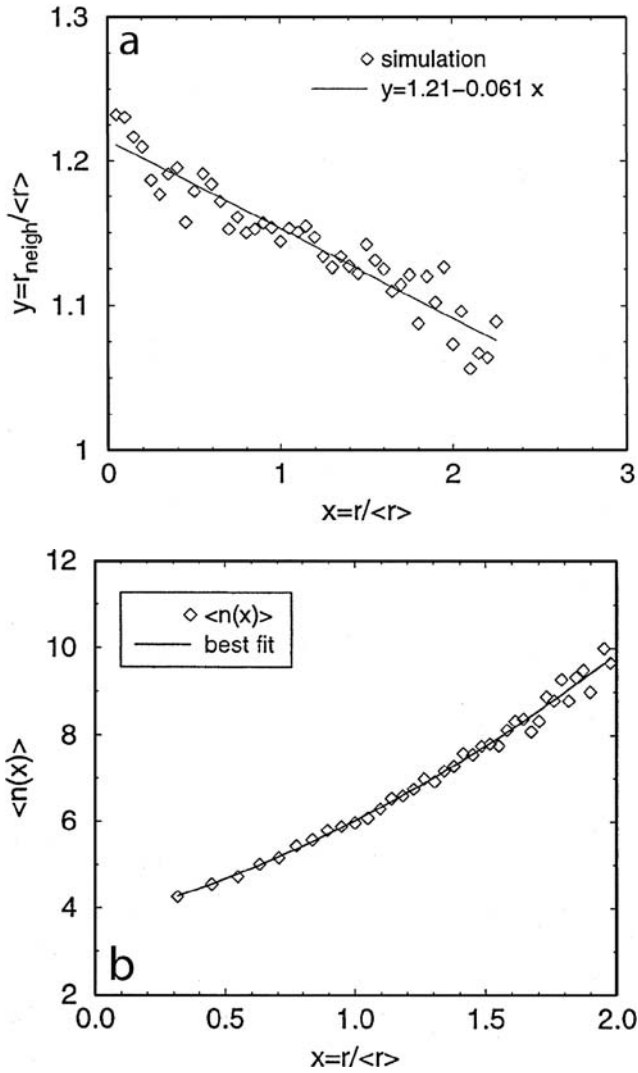 a
simulation
y=1.21−0.061 x
1.3
1.2
1.1
1
y=r_neigh/<r>
0
1
2
3
x=r/<r>
b
<n(x)>
best fit
12
10
8
6
4
2
<n(x)>
0.0
0.5
1.0
1.5
2.0
x=r/<r>